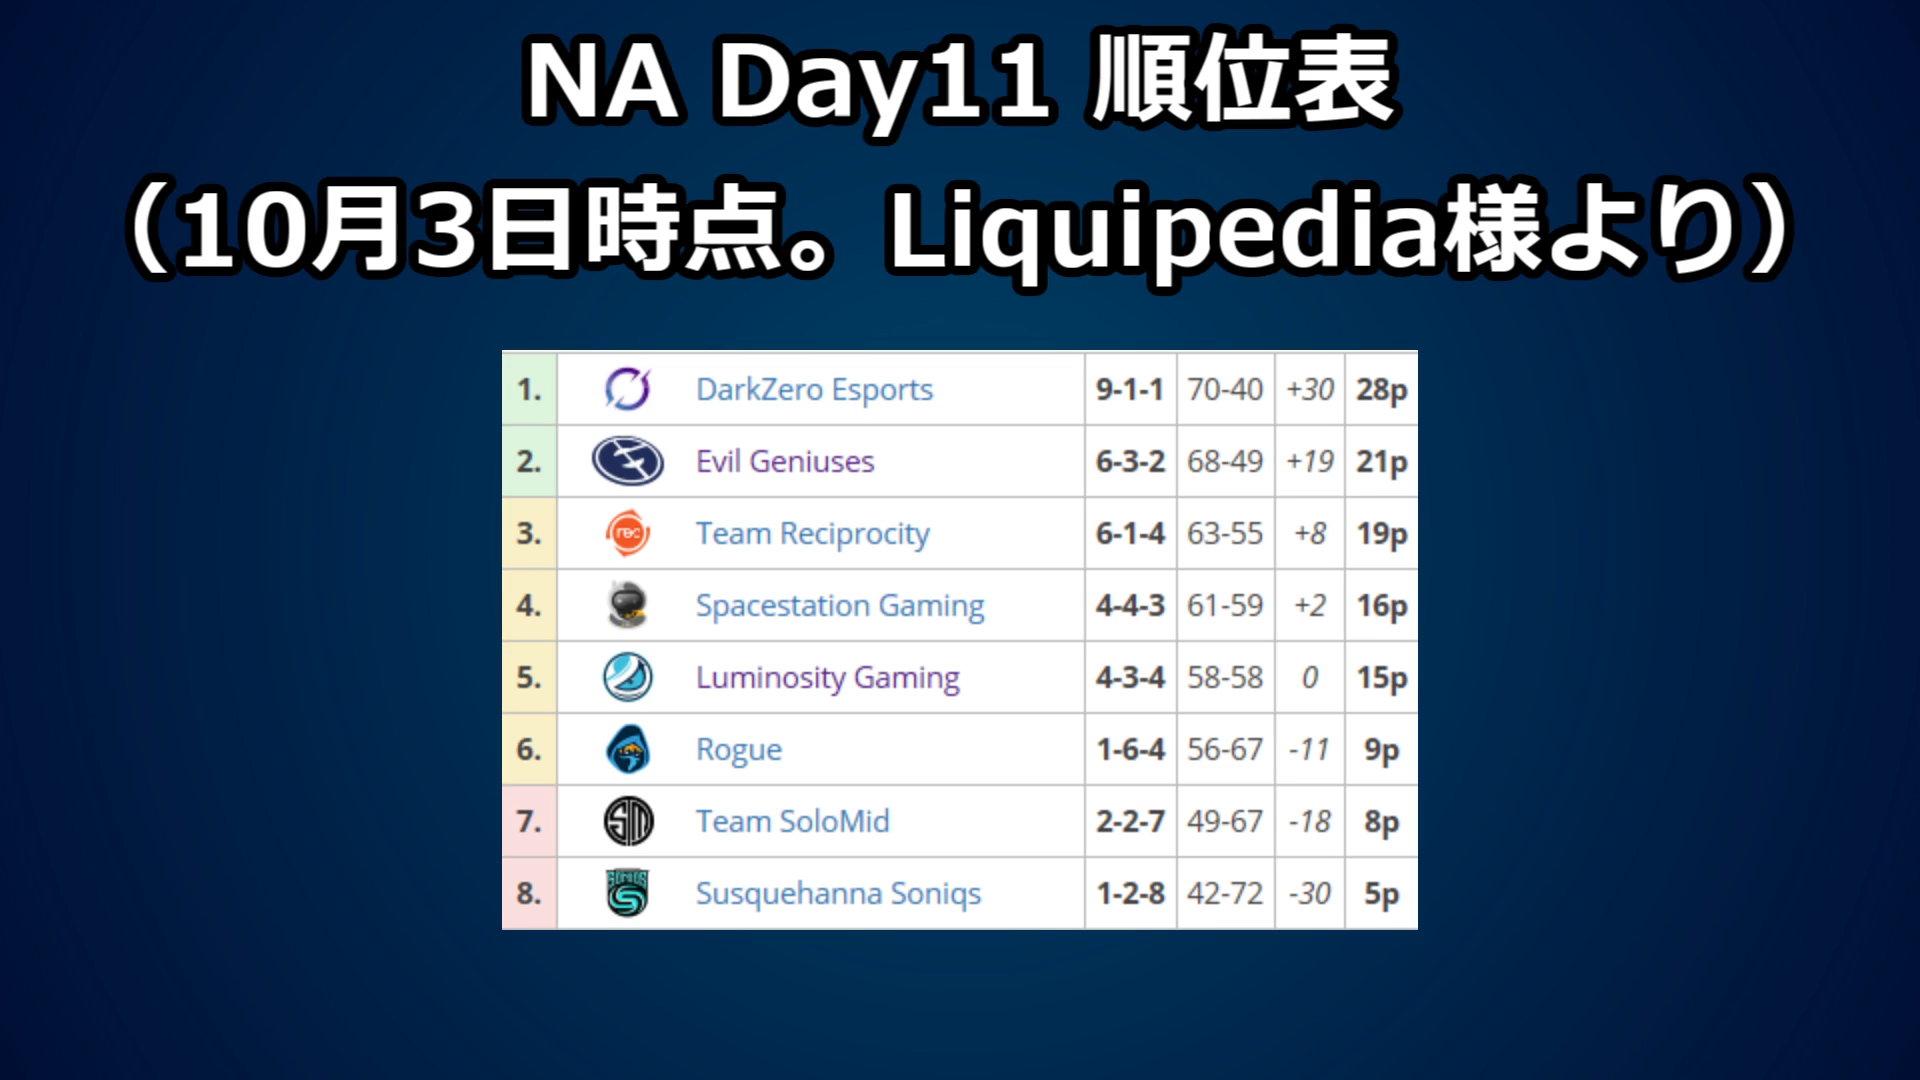 NA Day11 順位表
（10月3日時点。Liquipedia様より）
1. DarkZero Esports 9-1-1 70-40 +30 28p
2. Evil Geniuses 6-3-2 68-49 +19 21p
3. rec Team Reciprocity 6-1-4 63-55 +8 19p
4. Spacestation Gaming 4-4-3 61-59 +2 16p
5. Luminosity Gaming 4-3-4 58-58 0 15p
6. Rogue 1-6-4 56-67 -11 9p
7. Team SoloMid 2-2-7 49-67 -18 8p
8. SONIQS Susquehanna Soniqs 1-2-8 42-72 -30 5p